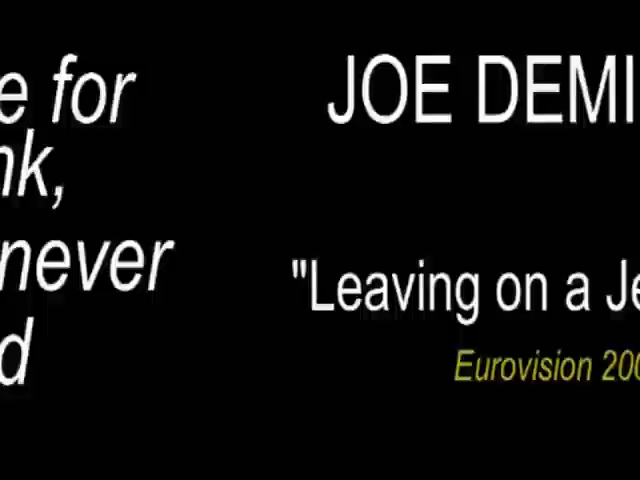 e for
nk,
never
d
JOE DEMI
"Leaving on a Je
Eurovision 200